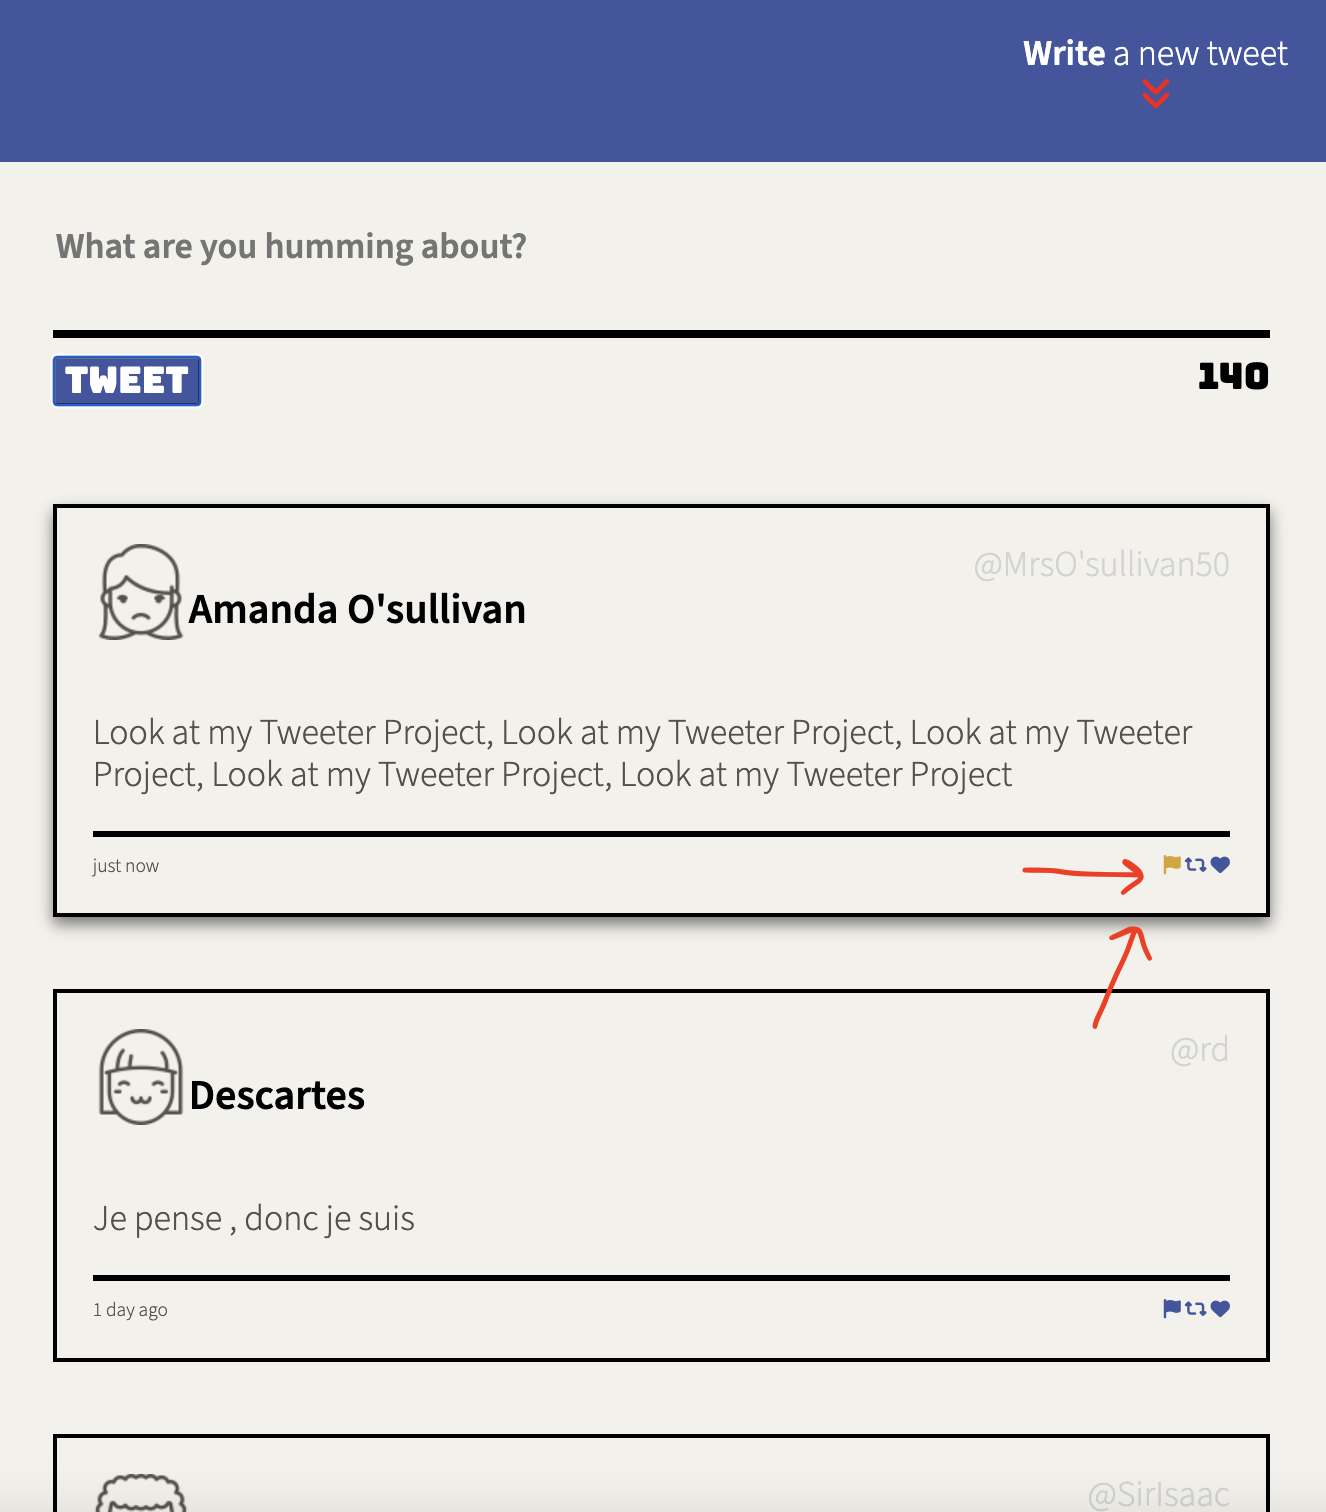 Write a new tweet
What are you humming about?
TWEET
140
@MrsO'sullivan50
Amanda O'sullivan
Look at my Tweeter Project, Look at my Tweeter Project, Look at my Tweeter
Project, Look at my Tweeter Project, Look at my Tweeter Project
just now
@rd
Descartes
Je pense , donc je suis
1 day ago
@SirIsaac